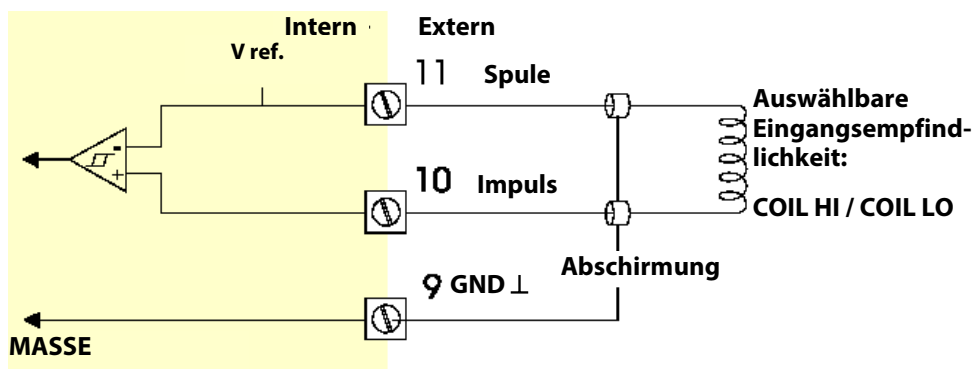 Intern
Extern
V ref.
11 Spule
Auswählbare
Eingangsempfind-
lichkeit:
10 Impuls
COIL HI / COIL LO
Abschirmung
9 GND ⊥
MASSE